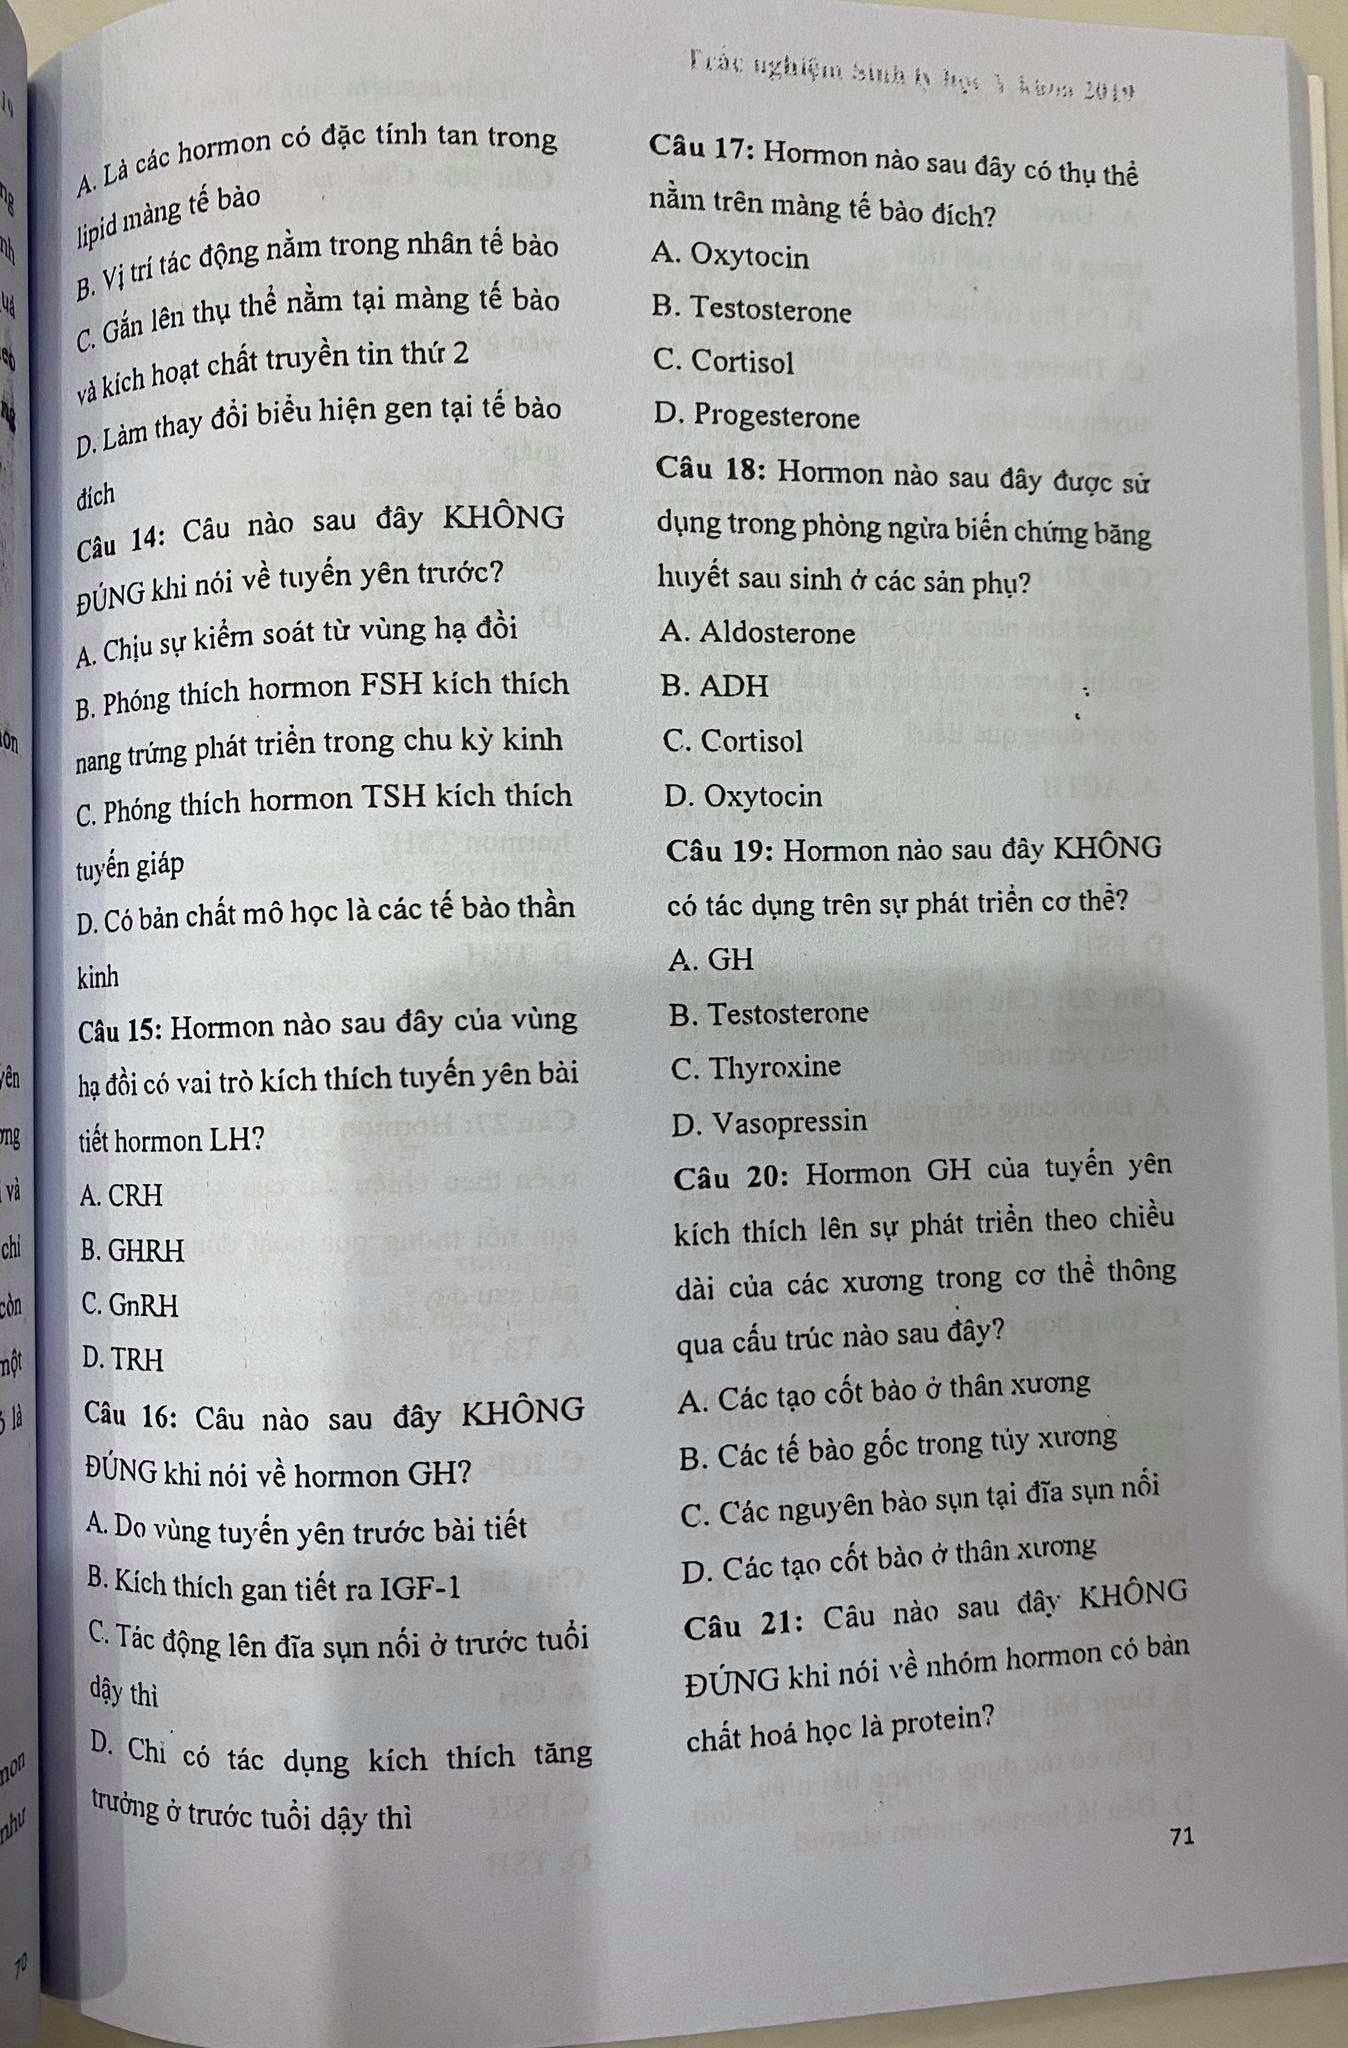 Trắc nghiệm Sinh lý học Y khoa 2019
A. Là các hormon có đặc tính tan trong
lipid màng tế bào
B. Vị trí tác động nằm trong nhân tế bào
C. Gắn lên thụ thể nằm tại màng tế bào
và kích hoạt chất truyền tin thứ 2
D. Làm thay đổi biểu hiện gen tại tế bào
đích
Câu 14: Câu nào sau đây KHÔNG
ĐÚNG khi nói về tuyến yên trước?
A. Chịu sự kiểm soát từ vùng hạ đồi
B. Phóng thích hormon FSH kích thích
nang trứng phát triển trong chu kỳ kinh
C. Phóng thích hormon TSH kích thích
tuyến giáp
D. Có bản chất mô học là các tế bào thần
kinh
Câu 15: Hormon nào sau đây của vùng
hạ đồi có vai trò kích thích tuyến yên bài
tiết hormon LH?
A. CRH
B. GHRH
C. GnRH
D. TRH
Câu 16: Câu nào sau đây KHÔNG
ĐÚNG khi nói về hormon GH?
A. Do vùng tuyến yên trước bài tiết
B. Kích thích gan tiết ra IGF-1
C. Tác động lên đĩa sụn nối ở trước tuổi
dậy thì
D. Chỉ có tác dụng kích thích tăng
trưởng ở trước tuổi dậy thì
Câu 17: Hormon nào sau đây có thụ thể
nằm trên màng tế bào đích?
A. Oxytocin
B. Testosterone
C. Cortisol
D. Progesterone
Câu 18: Hormon nào sau đây được sử
dụng trong phòng ngừa biến chứng băng
huyết sau sinh ở các sản phụ?
A. Aldosterone
B. ADH
C. Cortisol
D. Oxytocin
Câu 19: Hormon nào sau đây KHÔNG
có tác dụng trên sự phát triển cơ thể?
A. GH
B. Testosterone
C. Thyroxine
D. Vasopressin
Câu 20: Hormon GH của tuyến yên
kích thích lên sự phát triển theo chiều
dài của các xương trong cơ thể thông
qua cấu trúc nào sau đây?
A. Các tạo cốt bào ở thân xương
B. Các tế bào gốc trong tủy xương
C. Các nguyên bào sụn tại đĩa sụn nối
D. Các tạo cốt bào ở thân xương
Câu 21: Câu nào sau đây KHÔNG
ĐÚNG khi nói về nhóm hormon có bản
chất hoá học là protein?
71